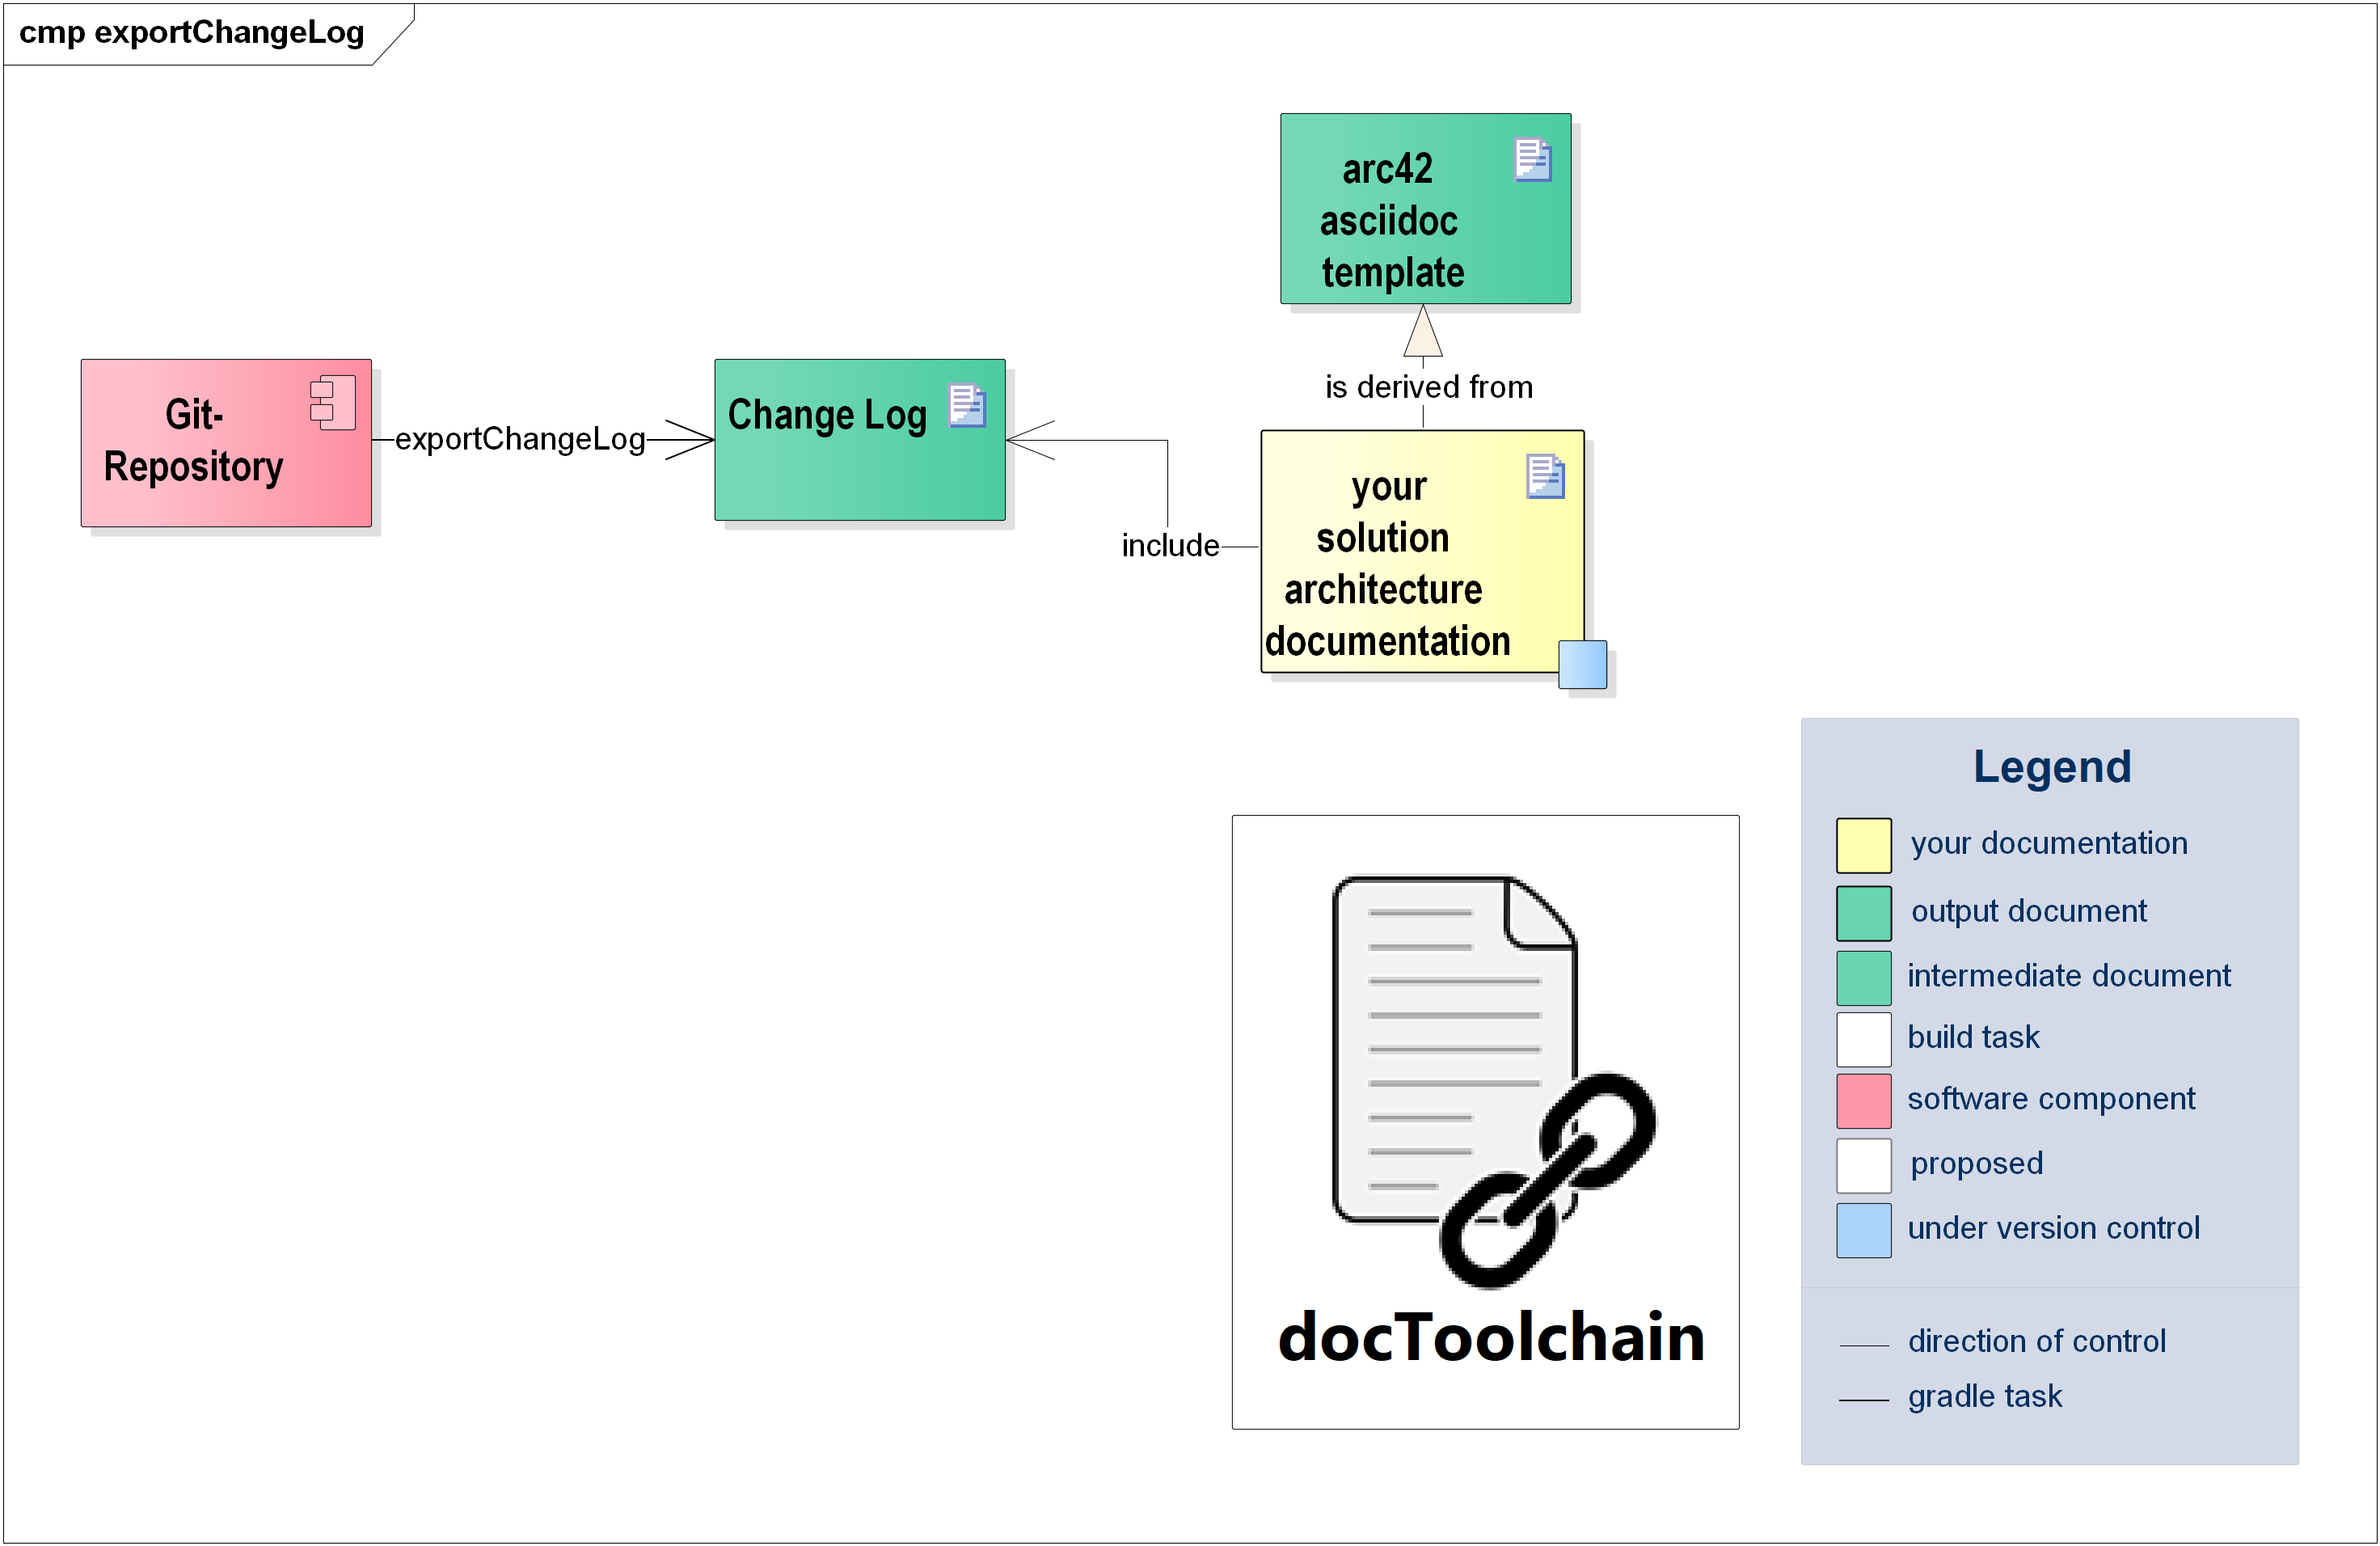 cmp exportChangeLog
arc42
asciidoc
template
is derived from
Git-
Repository
exportChangeLog
Change Log
include
your
solution
architecture
documentation
docToolchain
Legend
your documentation
output document
intermediate document
build task
software component
proposed
under version control
direction of control
gradle task